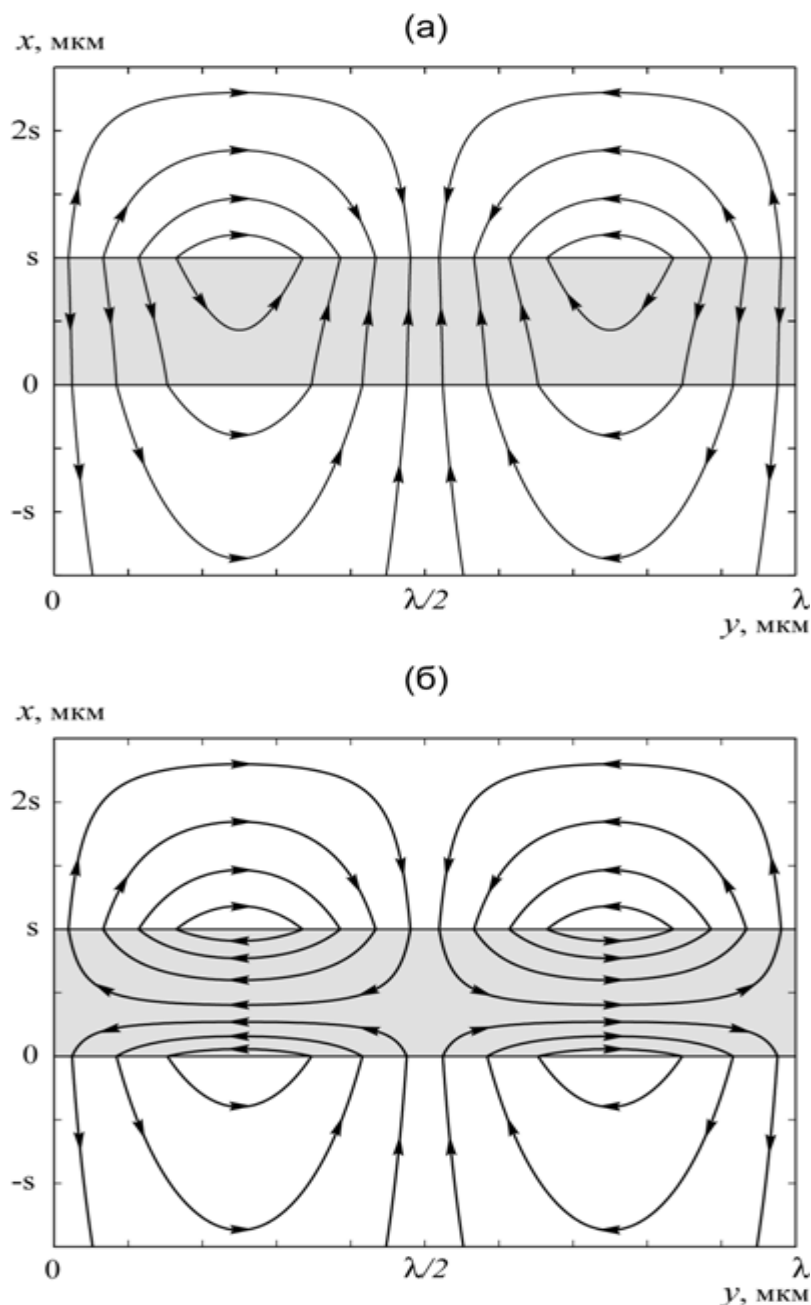 (а)
x, мкм
2s
s
0
-s
0 λ/2 λ
y, мкм
(б)
x, мкм
2s
s
0
-s
0 λ/2 λ
y, мкм